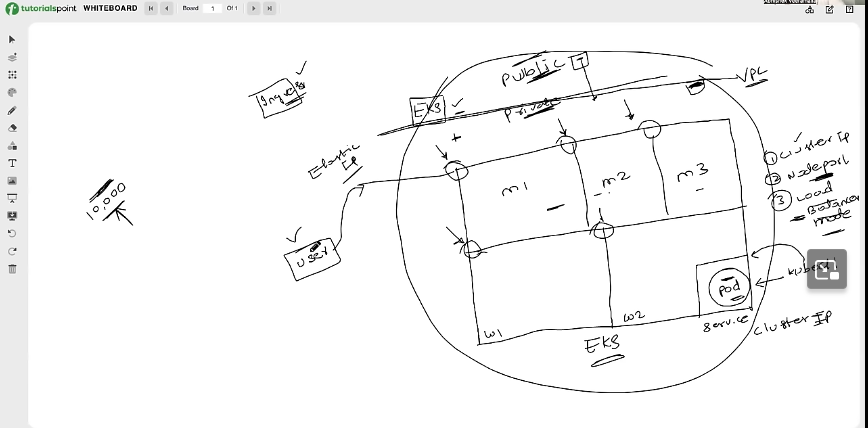 tutorialspoint WHITEBOARD
Board 1 Of 1
Ingress
Public
I
VPC
EKS
Private
Elastic
IP
m1
m2
m3
① Cluster IP
② Nodeport
③ Load
Balancer
mode
10,000
user
pod
w1
w2
service
cluster IP
EKS